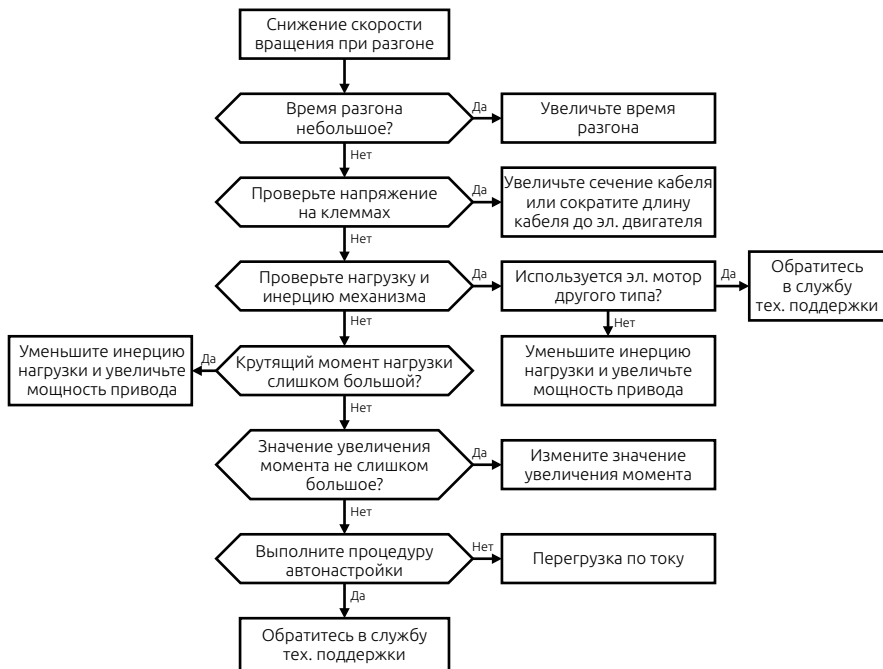 Снижение скорости
вращения при разгоне
Время разгона
небольшое?
Да
Увеличьте время
разгона
Нет
Проверьте напряжение
на клеммах
Да
Увеличьте сечение кабеля
или сократите длину
кабеля до эл. двигателя
Нет
Проверьте нагрузку и
инерцию механизма
Да
Используется эл. мотор
другого типа?
Да
Обратитесь
в службу
тех. поддержки
Нет
Нет
Уменьшите инерцию
нагрузки и увеличьте
мощность привода
Да
Крутящий момент нагрузки
слишком большой?
Уменьшите инерцию
нагрузки и увеличьте
мощность привода
Нет
Значение увеличения
момента не слишком
большое?
Да
Измените значение
увеличения момента
Нет
Выполните процедуру
автонастройки
Нет
Перегрузка по току
Да
Обратитесь в службу
тех. поддержки